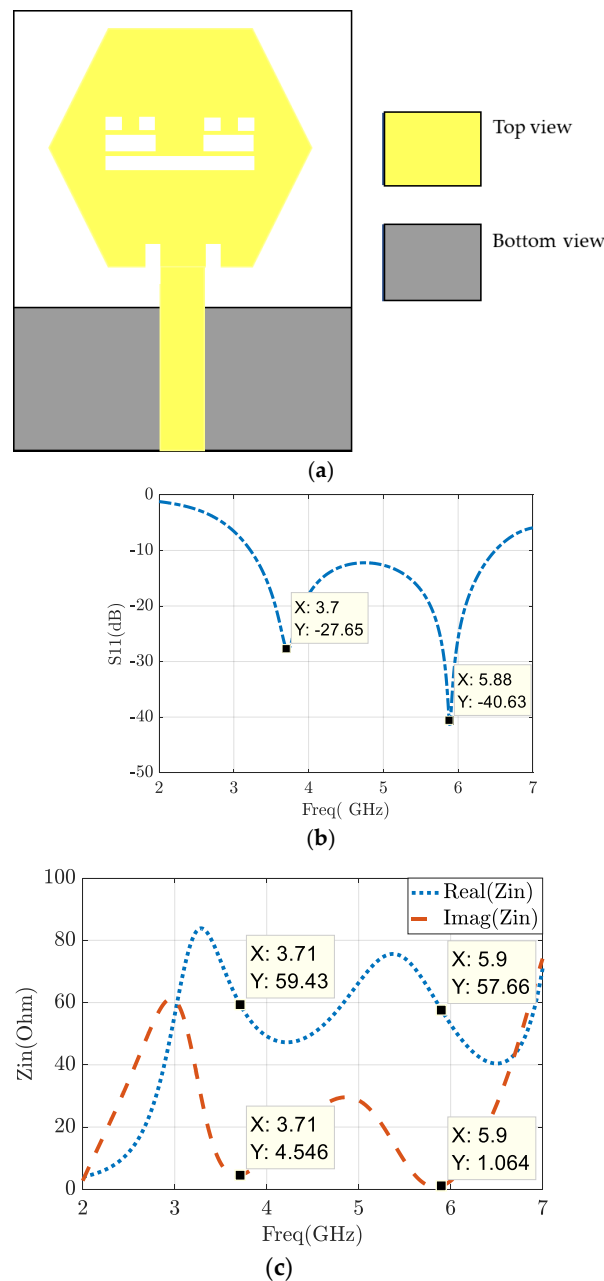 Top view
Bottom view
(a)
0
-10
-20
-30
-40
-50
S11(dB)
X: 3.7
Y: -27.65
X: 5.88
Y: -40.63
2
3
4
5
6
7
Freq( GHz)
(b)
100
80
60
40
20
0
Zin(Ohm)
Real(Zin)
Imag(Zin)
X: 3.71
Y: 59.43
X: 5.9
Y: 57.66
X: 3.71
Y: 4.546
X: 5.9
Y: 1.064
2
3
4
5
6
7
Freq(GHz)
(c)